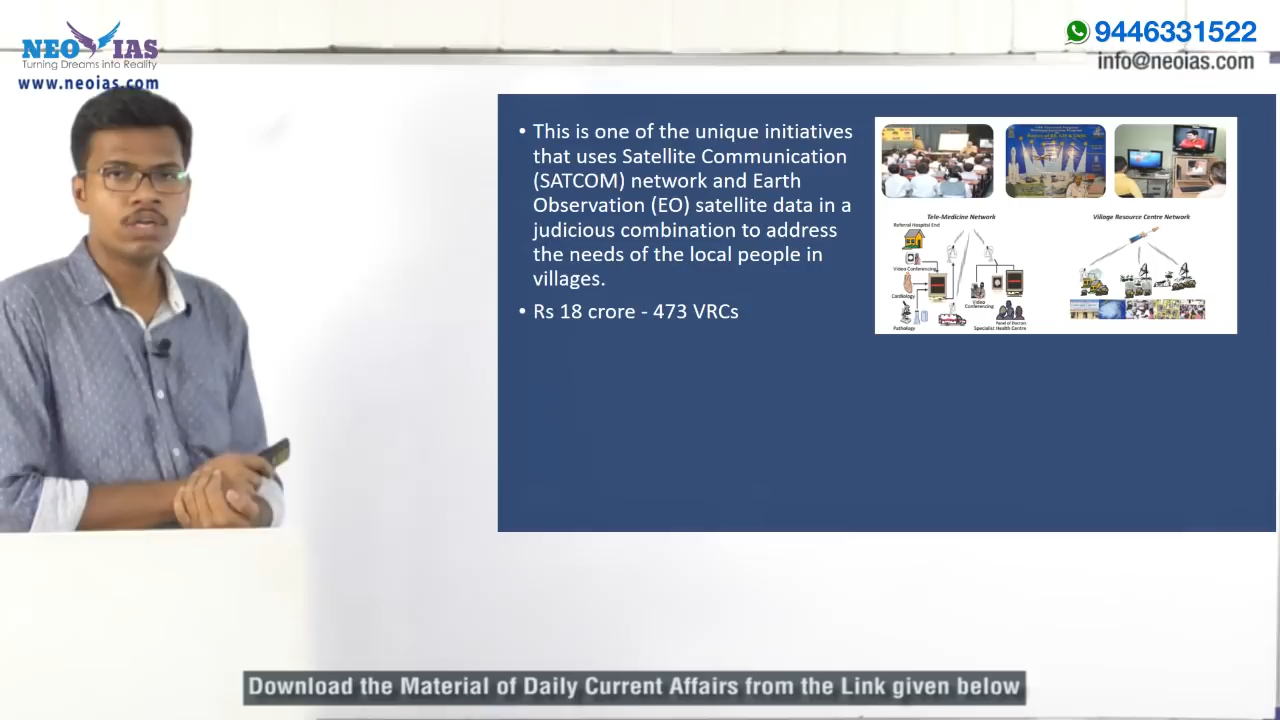 NEO IAS
Turning Dreams into Reality
www.neoias.com
9446331522
info@neoias.com
• This is one of the unique initiatives
that uses Satellite Communication
(SATCOM) network and Earth
Observation (EO) satellite data in a
judicious combination to address
the needs of the local people in
villages.
• Rs 18 crore - 473 VRCs
Tele-Medicine Network
Referral Hospital End
Video Conferencing
Cardiology
Pathology
Video
Conferencing
Panel of Doctors
Specialist Health Centre
Village Resource Centre Network
Download the Material of Daily Current Affairs from the Link given below